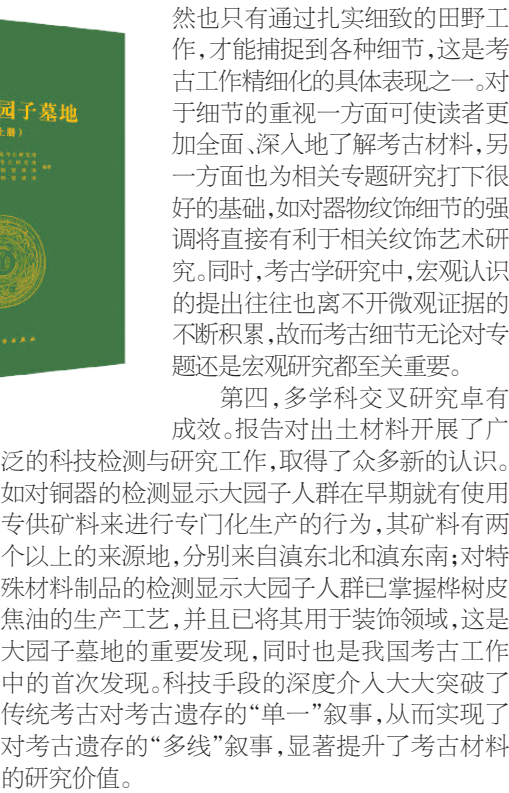 园子墓地
上册）
然也只有通过扎实细致的田野工
作，才能捕捉到各种细节，这是考
古工作精细化的具体表现之一。对
于细节的重视一方面可使读者更
加全面、深入地了解考古材料，另
一方面也为相关专题研究打下很
好的基础，如对器物纹饰细节的强
调将直接有利于相关纹饰艺术研
究。同时，考古学研究中，宏观认识
的提出往往也离不开微观证据的
不断积累，故而考古细节无论对专
题还是宏观研究都至关重要。
第四，多学科交叉研究卓有
成效。报告对出土材料开展了广
泛的科技检测与研究工作，取得了众多新的认识。
如对铜器的检测显示大园子人群在早期就有使用
专供矿料来进行专门化生产的行为，其矿料有两
个以上的来源地，分别来自滇东北和滇东南；对特
殊材料制品的检测显示大园子人群已掌握桦树皮
焦油的生产工艺，并且已将其用于装饰领域，这是
大园子墓地的重要发现，同时也是我国考古工作
中的首次发现。科技手段的深度介入大大突破了
传统考古对考古遗存的“单一”叙事，从而实现了
对考古遗存的“多线”叙事，显著提升了考古材料
的研究价值。